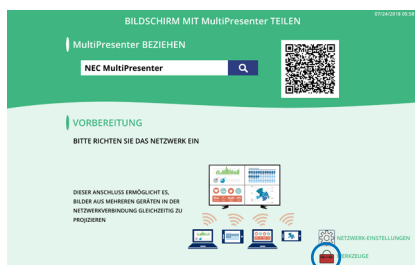 07/24/2018 05:58
BILDSCHIRM MIT MultiPresenter TEILEN
MultiPresenter BEZIEHEN
NEC MultiPresenter
VORBEREITUNG
BITTE RICHTEN SIE DAS NETZWERK EIN
DIESER ANSCHLUSS ERMÖGLICHT ES,
BILDER AUS MEHREREN GERÄTEN IN DER
NETZWERKVERBINDUNG GLEICHZEITIG ZU
PROJIZIEREN
NETZWERK-EINSTELLUNGEN
WERKZEUGE